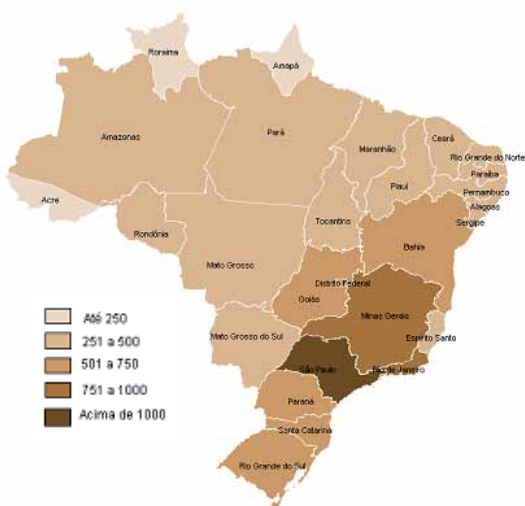 Roraima
Amapá
Amazonas
Pará
Maranhão
Ceará
Rio Grande do Norte
Paraíba
Piauí
Pernambuco
Alagoas
Sergipe
Acre
Tocantins
Rondônia
Bahia
Mato Grosso
Distrito Federal
Goiás
Minas Gerais
Mato Grosso do Sul
Espírito Santo
São Paulo
Rio de Janeiro
Paraná
Santa Catarina
Rio Grande do Sul
Até 250
251 a 500
501 a 750
751 a 1000
Acima de 1000